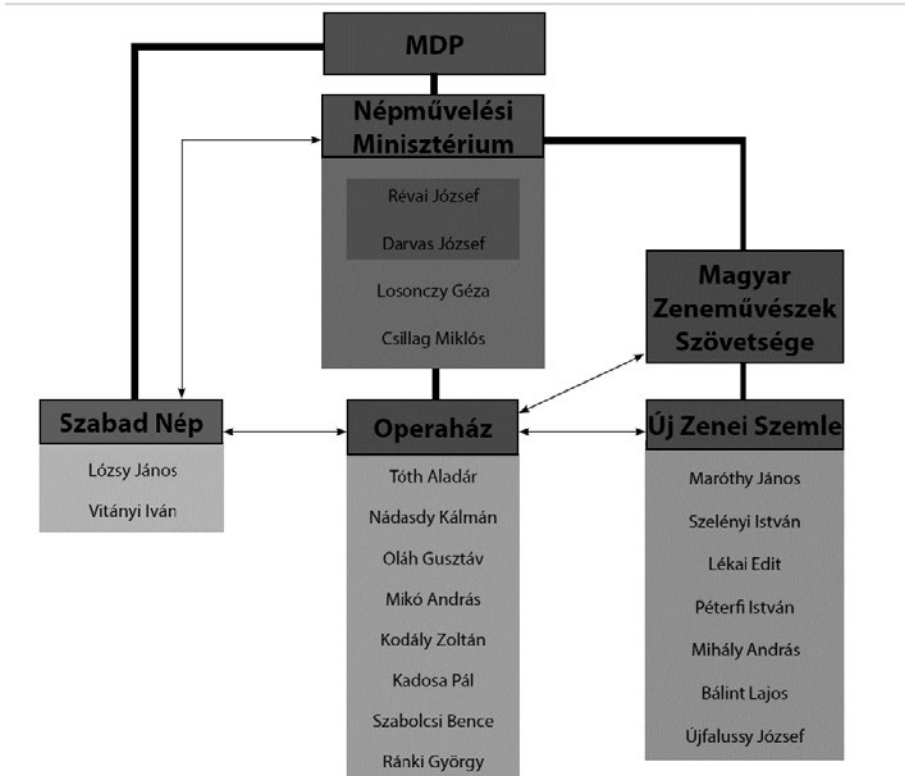 MDP
Népművelési
Minisztérium
Révai József
Darvas József
Losonczy Géza
Csillag Miklós
Magyar
Zeneművészek
Szövetsége
Szabad Nép
Lózsy János
Vitányi Iván
Operaház
Tóth Aladár
Nádasdy Kálmán
Oláh Gusztáv
Mikó András
Kodály Zoltán
Kadosa Pál
Szabolcsi Bence
Ránki György
Új Zenei Szemle
Maróthy János
Szelényi István
Lékai Edit
Péterfi István
Mihály András
Bálint Lajos
Újfalussy József